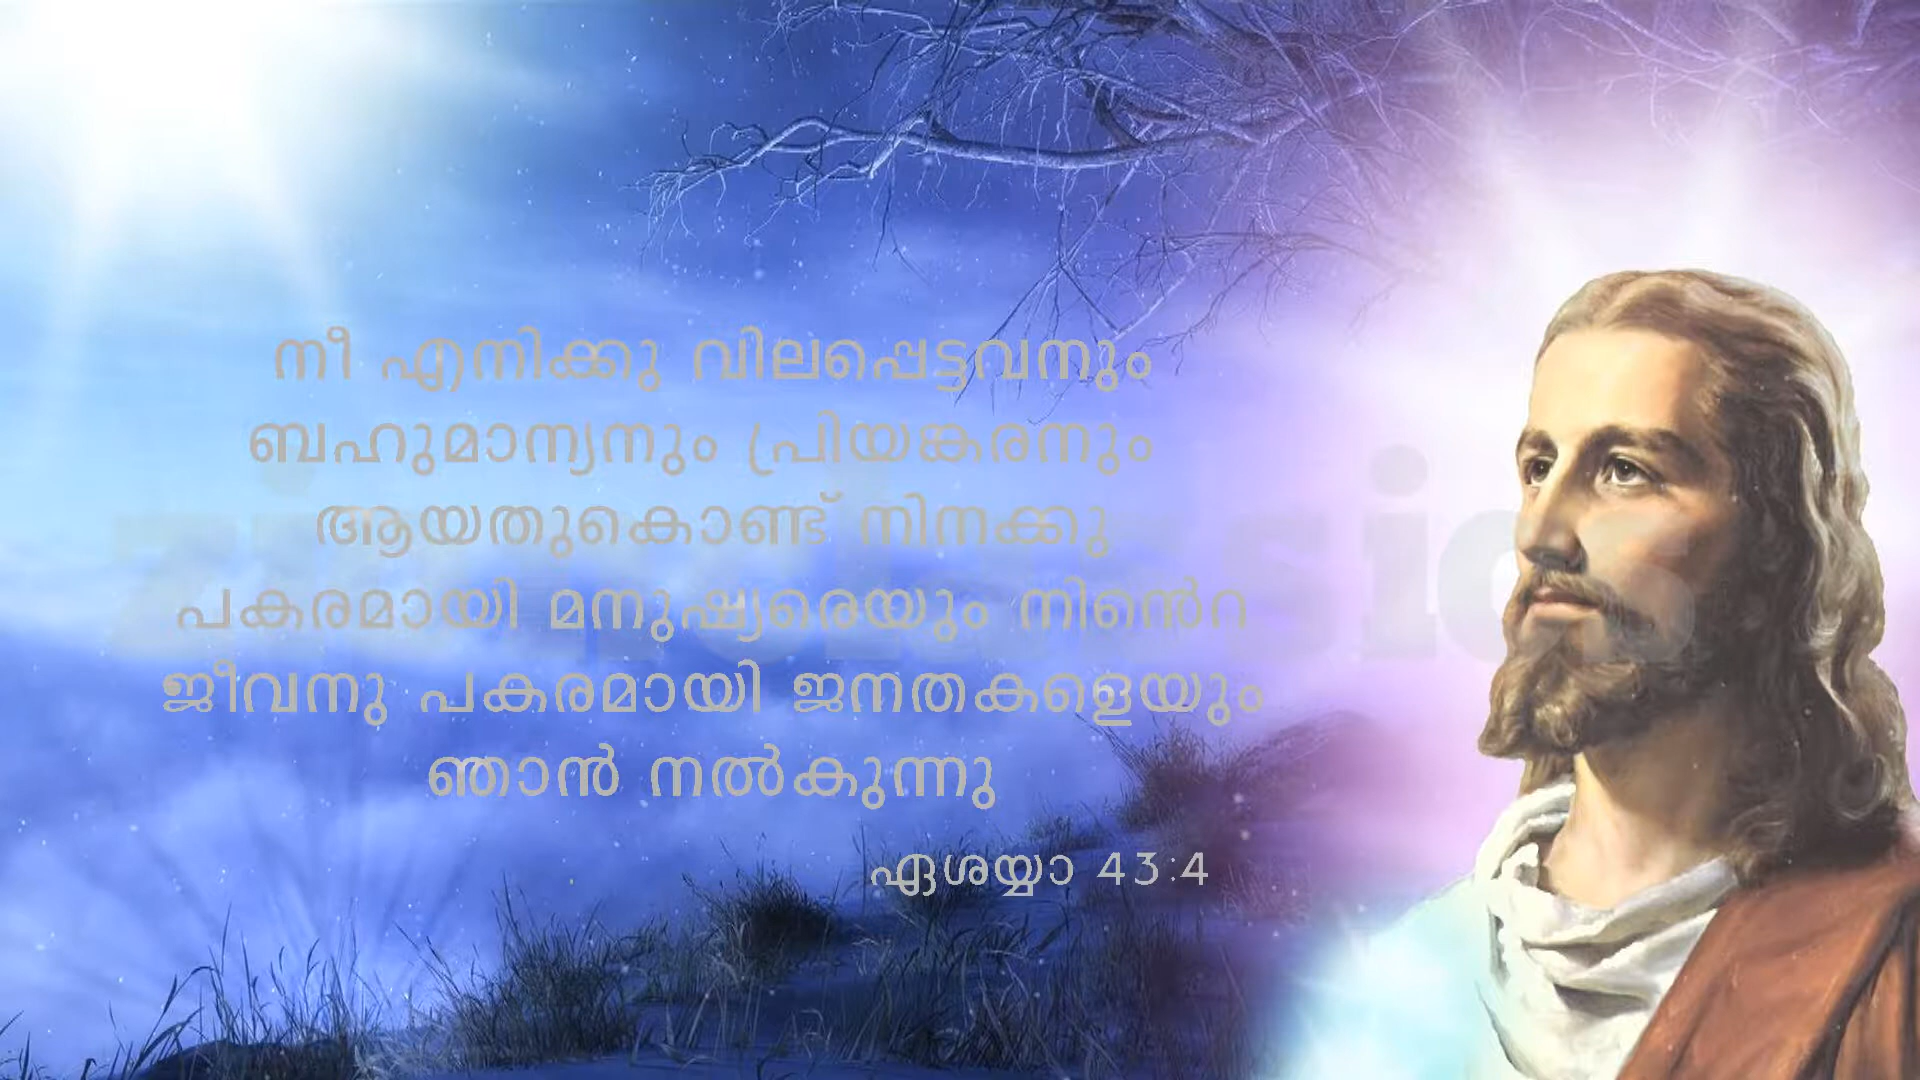 നീ എനിക്കു വിലപ്പെട്ടവനും
ബഹുമാന്യനും പ്രിയങ്കരനും
ആയതുകൊണ്ട് നിനക്കു
പകരമായി മനുഷ്യരെയും നിൻെറ
ജീവനു പകരമായി ജനതകളെയും
ഞാൻ നൽകുന്നു
ഏശയ്യാ 43:4